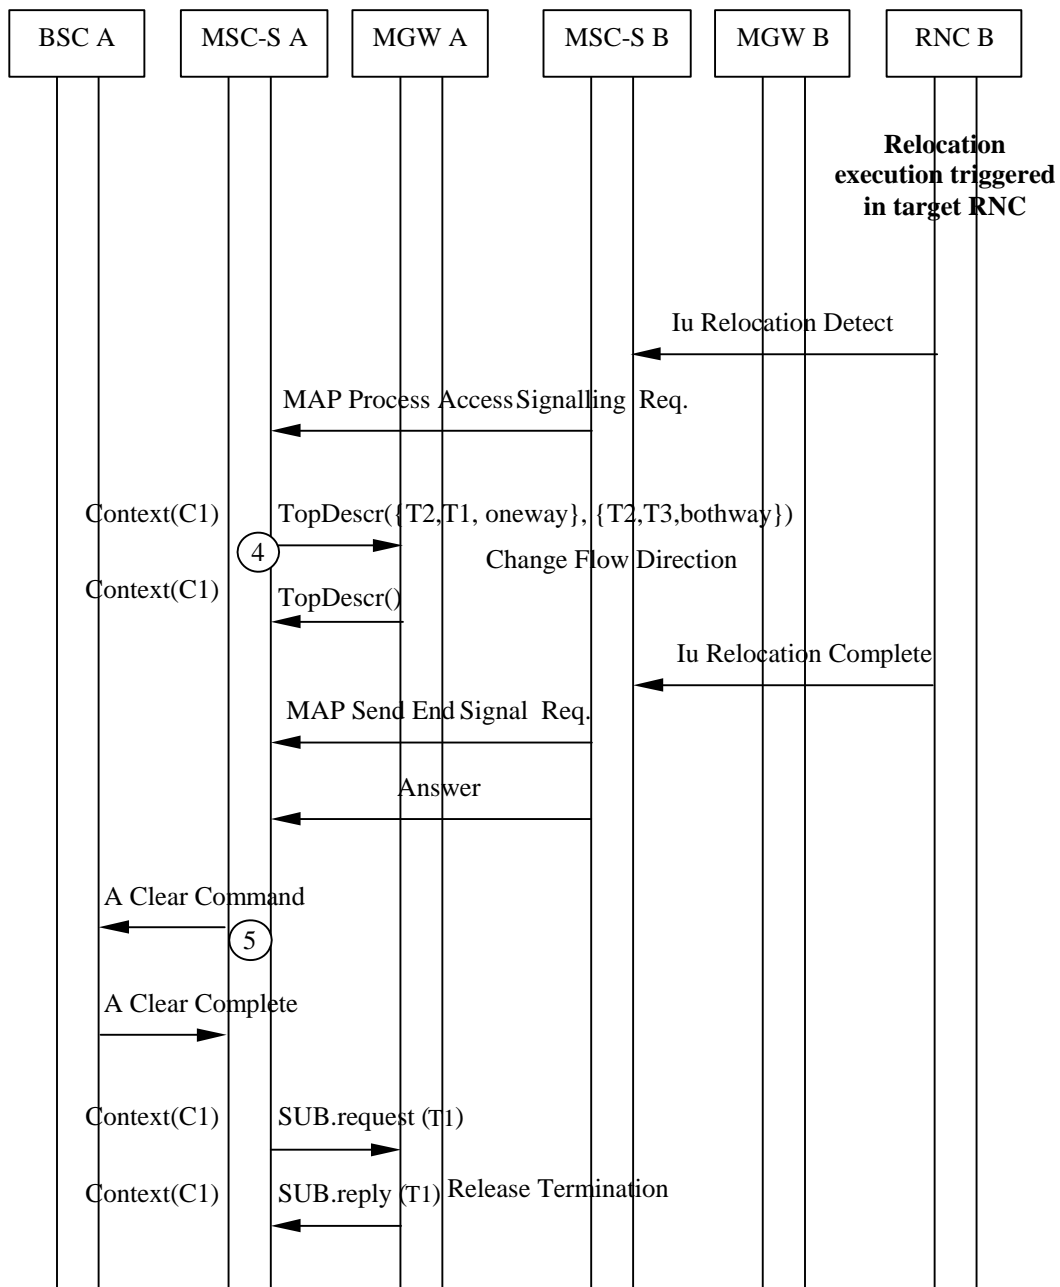 BSC A MSC-S A MGW A MSC-S B MGW B RNC B
Relocation
execution triggered
in target RNC
Iu Relocation Detect
MAP Process Access Signalling Req.
Context(C1) TopDescr({T2,T1, oneway}, {T2,T3,bothway})
4
Change Flow Direction
Context(C1) TopDescr()
Iu Relocation Complete
MAP Send End Signal Req.
Answer
A Clear Command
5
A Clear Complete
Context(C1) SUB.request (T1)
Context(C1) SUB.reply (T1) Release Termination